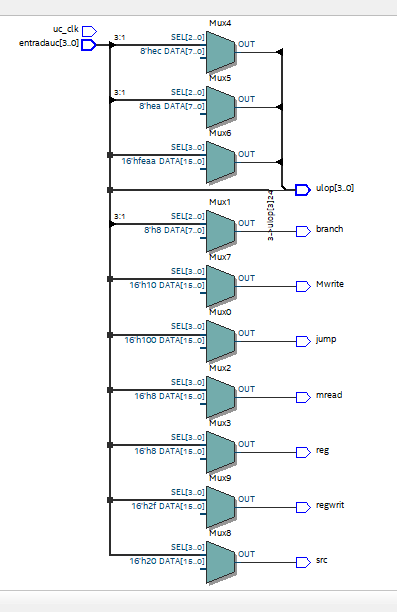 Mux4
uc_clk
3:1 SEL[2..0] OUT
entradauc[3..0]
8'hec DATA[7..0]
Mux5
3:1 SEL[2..0] OUT
8'hea DATA[7..0]
Mux6
SEL[3..0] OUT
16'hfeaa DATA[15..0]
ulop[3..0]
3->ulop[3]24
Mux1
3:1 SEL[2..0] OUT
8'h8 DATA[7..0]
branch
Mux7
SEL[3..0] OUT
16'h10 DATA[15..0]
Mwrite
Mux0
SEL[3..0] OUT
16'h100 DATA[15..0]
jump
Mux2
SEL[3..0] OUT
16'h8 DATA[15..0]
mread
Mux3
SEL[3..0] OUT
16'h8 DATA[15..0]
reg
Mux9
SEL[3..0] OUT
16'h2f DATA[15..0]
regwrit
Mux8
SEL[3..0] OUT
16'h20 DATA[15..0]
src